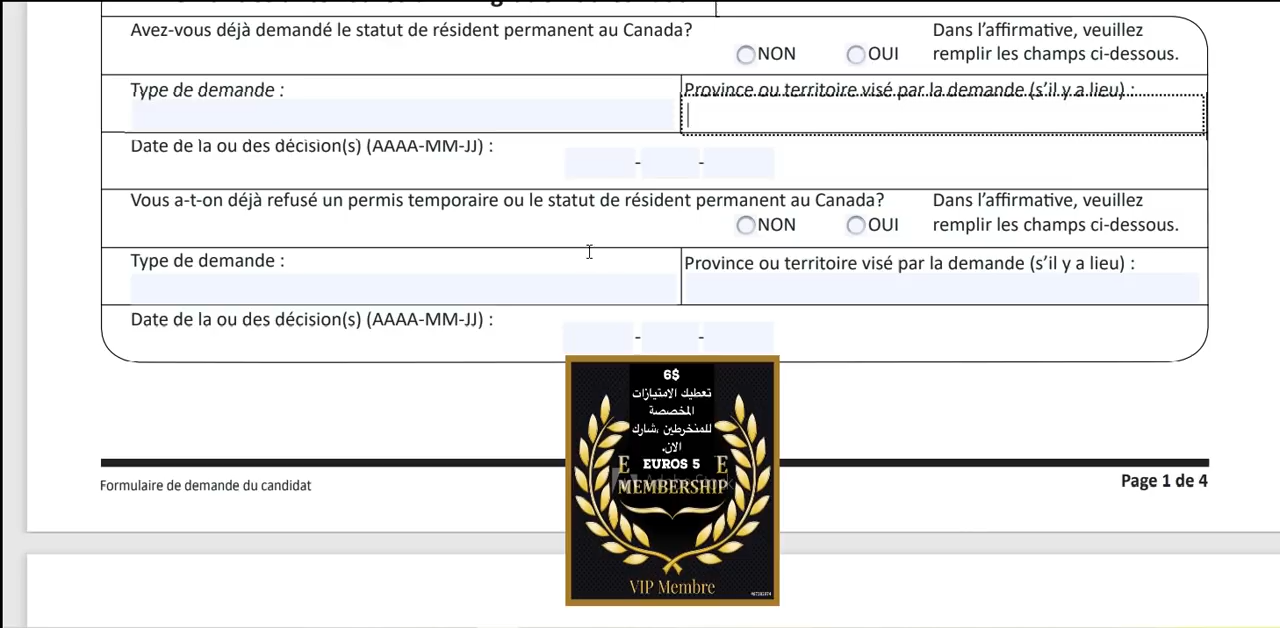 Avez-vous déjà demandé le statut de résident permanent au Canada?
NON
OUI
Dans l’affirmative, veuillez
remplir les champs ci-dessous.
Type de demande :
Province ou territoire visé par la demande (s’il y a lieu) :
Date de la ou des décision(s) (AAAA-MM-JJ) :
- -
Vous a-t-on déjà refusé un permis temporaire ou le statut de résident permanent au Canada?
NON
OUI
Dans l’affirmative, veuillez
remplir les champs ci-dessous.
Type de demande :
Province ou territoire visé par la demande (s’il y a lieu) :
Date de la ou des décision(s) (AAAA-MM-JJ) :
- -
6$
تعطيك الامتيازات
المخصصة
للمنخرطين ،شارك
الان.
E EUROS 5 E
MEMBERSHIP
VIP Membre
Formulaire de demande du candidat
Page 1 de 4